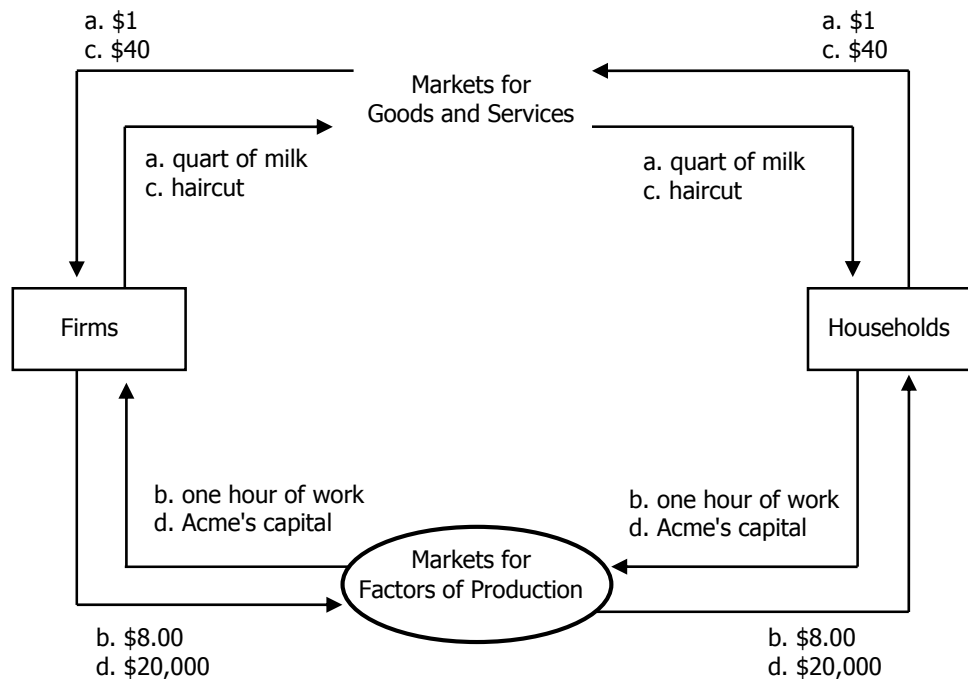 a. $1
c. $40
a. $1
c. $40
Markets for
Goods and Services
a. quart of milk
c. haircut
a. quart of milk
c. haircut
Firms
Households
b. one hour of work
d. Acme's capital
b. one hour of work
d. Acme's capital
Markets for
Factors of Production
b. $8.00
d. $20,000
b. $8.00
d. $20,000